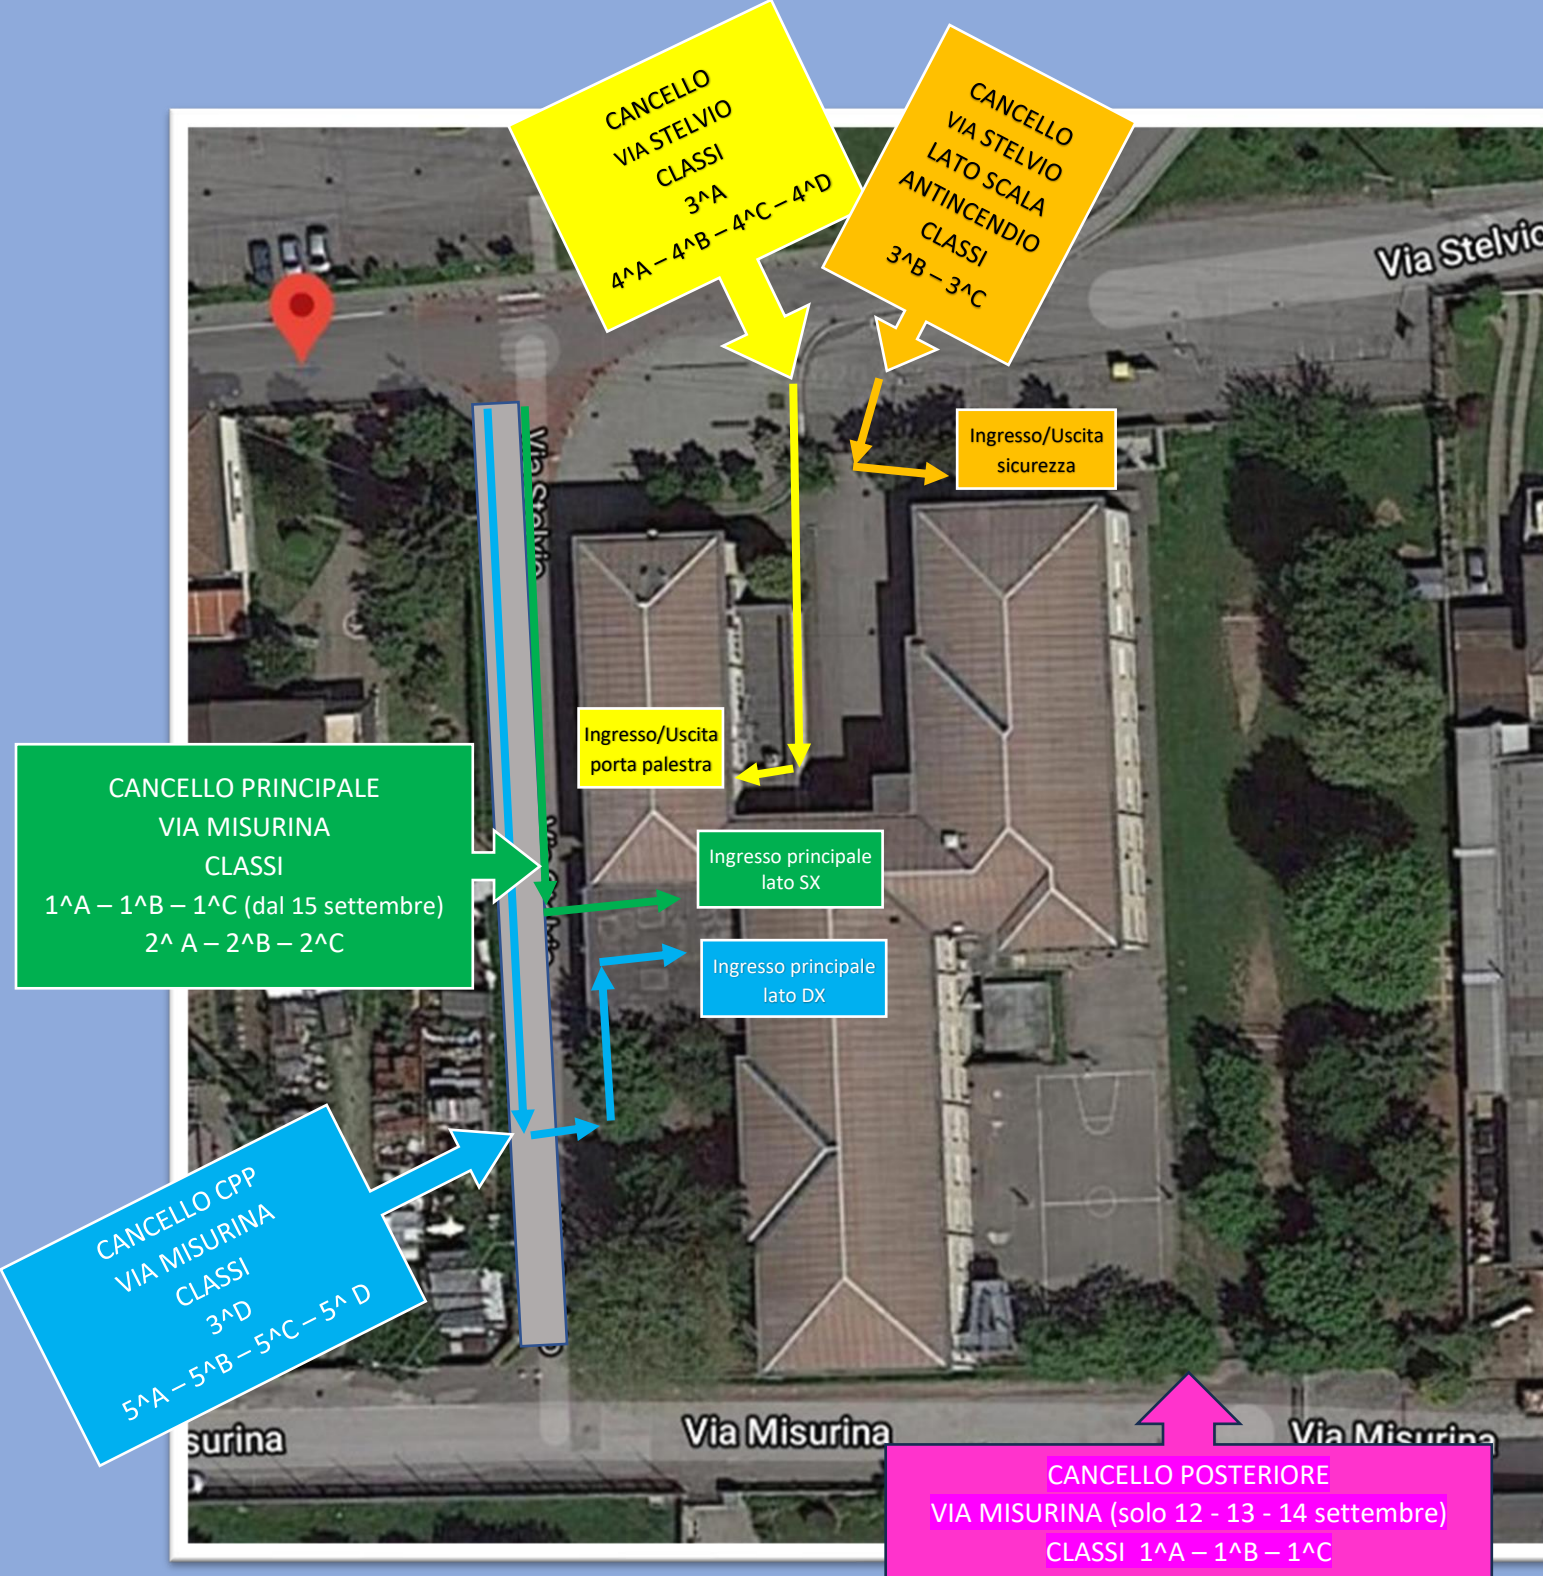 CANCELLO
VIA STELVIO
CLASSI
3^A
4^A – 4^B – 4^C – 4^D
CANCELLO
VIA STELVIO
LATO SCALA
ANTINCENDIO
CLASSI
3^B – 3^C
Via Stelvio
Ingresso/Uscita
sicurezza
Via Stelvio
Ingresso/Uscita
porta palestra
CANCELLO PRINCIPALE
VIA MISURINA
CLASSI
1^A – 1^B – 1^C (dal 15 settembre)
2^ A – 2^B – 2^C
Ingresso principale
lato SX
Ingresso principale
lato DX
CANCELLO CPP
VIA MISURINA
CLASSI
3^D
5^A – 5^B – 5^C – 5^ D
surina
Via Misurina
Via Misurina
CANCELLO POSTERIORE
VIA MISURINA (solo 12 - 13 - 14 settembre)
CLASSI 1^A – 1^B – 1^C